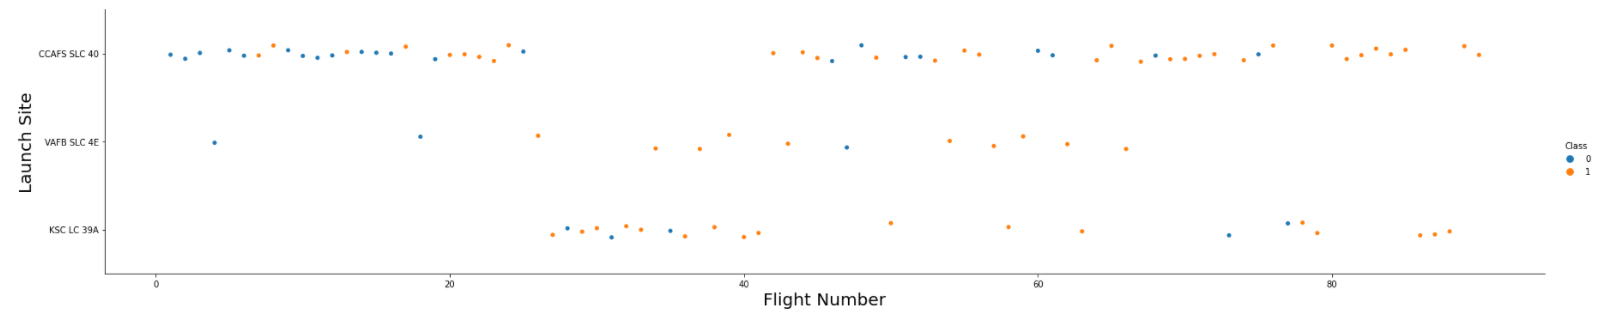 Launch Site
CCAFS SLC 40
VAFB SLC 4E
KSC LC 39A
0 20 40 60 80
Flight Number
Class
0
1